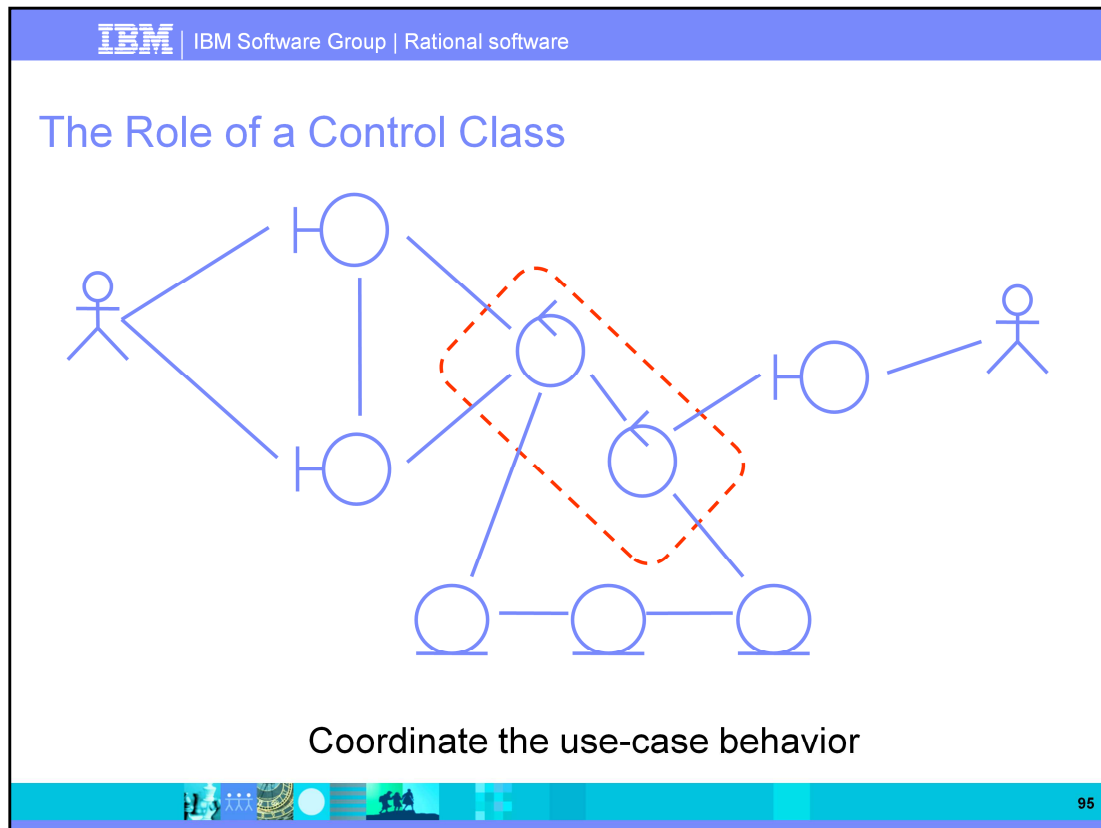 IBM | IBM Software Group | Rational software
The Role of a Control Class
Coordinate the use-case behavior
95